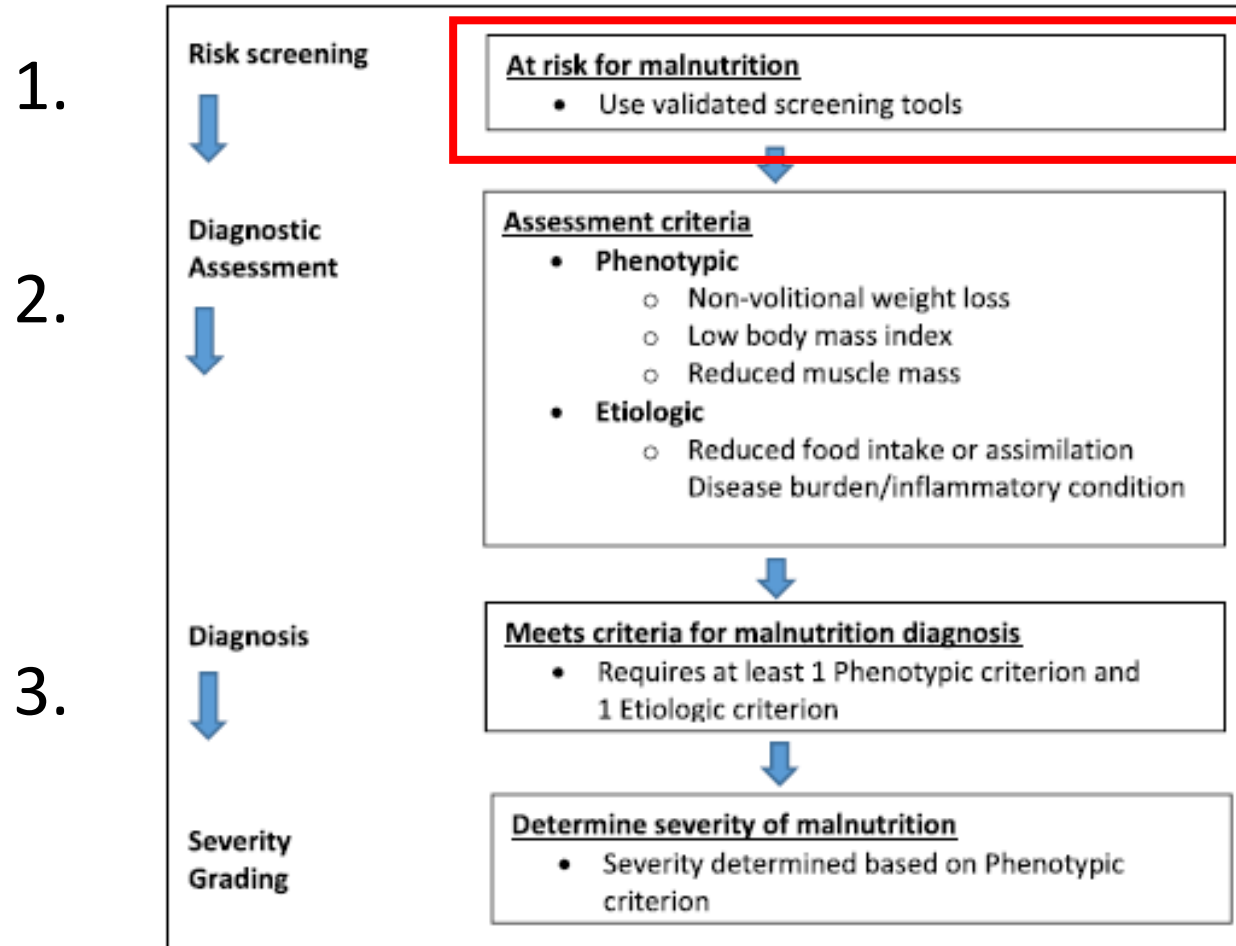 1.
Risk screening
At risk for malnutrition
• Use validated screening tools
2.
Diagnostic
Assessment
Assessment criteria
• Phenotypic
o Non-volitional weight loss
o Low body mass index
o Reduced muscle mass
• Etiologic
o Reduced food intake or assimilation
Disease burden/inflammatory condition
3.
Diagnosis
Meets criteria for malnutrition diagnosis
• Requires at least 1 Phenotypic criterion and
1 Etiologic criterion
Severity
Grading
Determine severity of malnutrition
• Severity determined based on Phenotypic
criterion